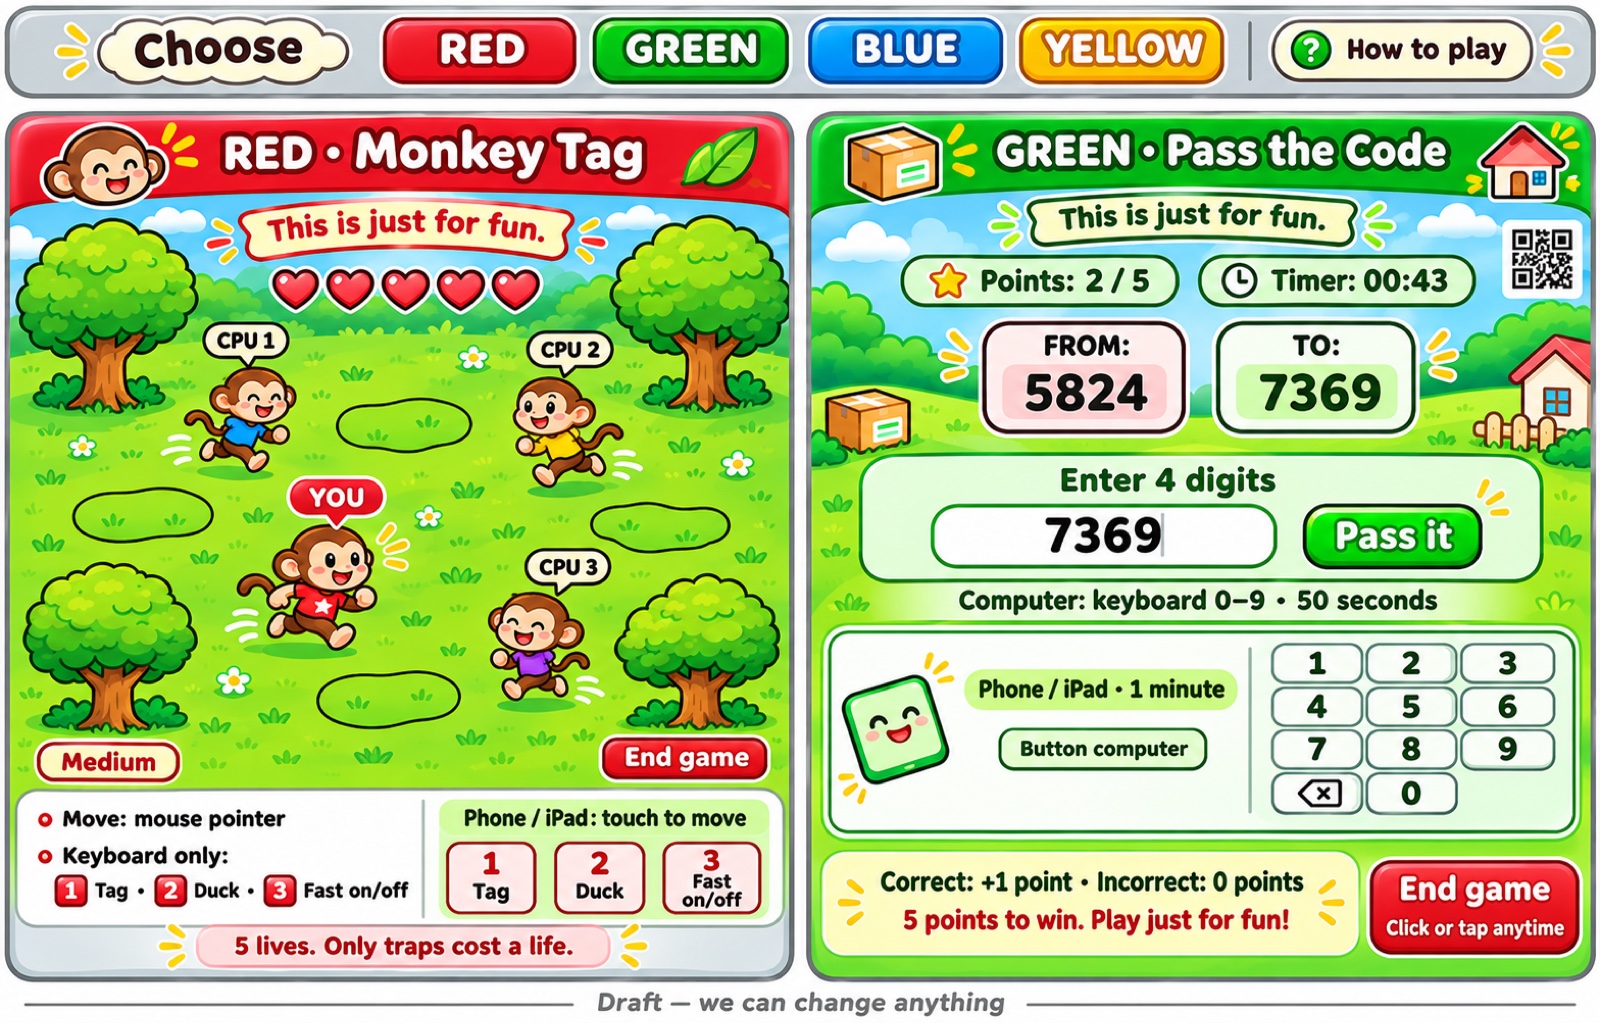 Choose
RED
GREEN
BLUE
YELLOW
? How to play
RED • Monkey Tag
This is just for fun.
CPU 1
CPU 2
YOU
CPU 3
Medium
End game
Move: mouse pointer
Keyboard only:
1 Tag • 2 Duck • 3 Fast on/off
Phone / iPad: touch to move
1
Tag
2
Duck
3
Fast
on/off
5 lives. Only traps cost a life.
GREEN • Pass the Code
This is just for fun.
Points: 2 / 5
Timer: 00:43
FROM:
5824
TO:
7369
Enter 4 digits
7369
Pass it
Computer: keyboard 0–9 • 50 seconds
Phone / iPad • 1 minute
Button computer
1 2 3
4 5 6
7 8 9
0
Correct: +1 point • Incorrect: 0 points
5 points to win. Play just for fun!
End game
Click or tap anytime
Draft — we can change anything